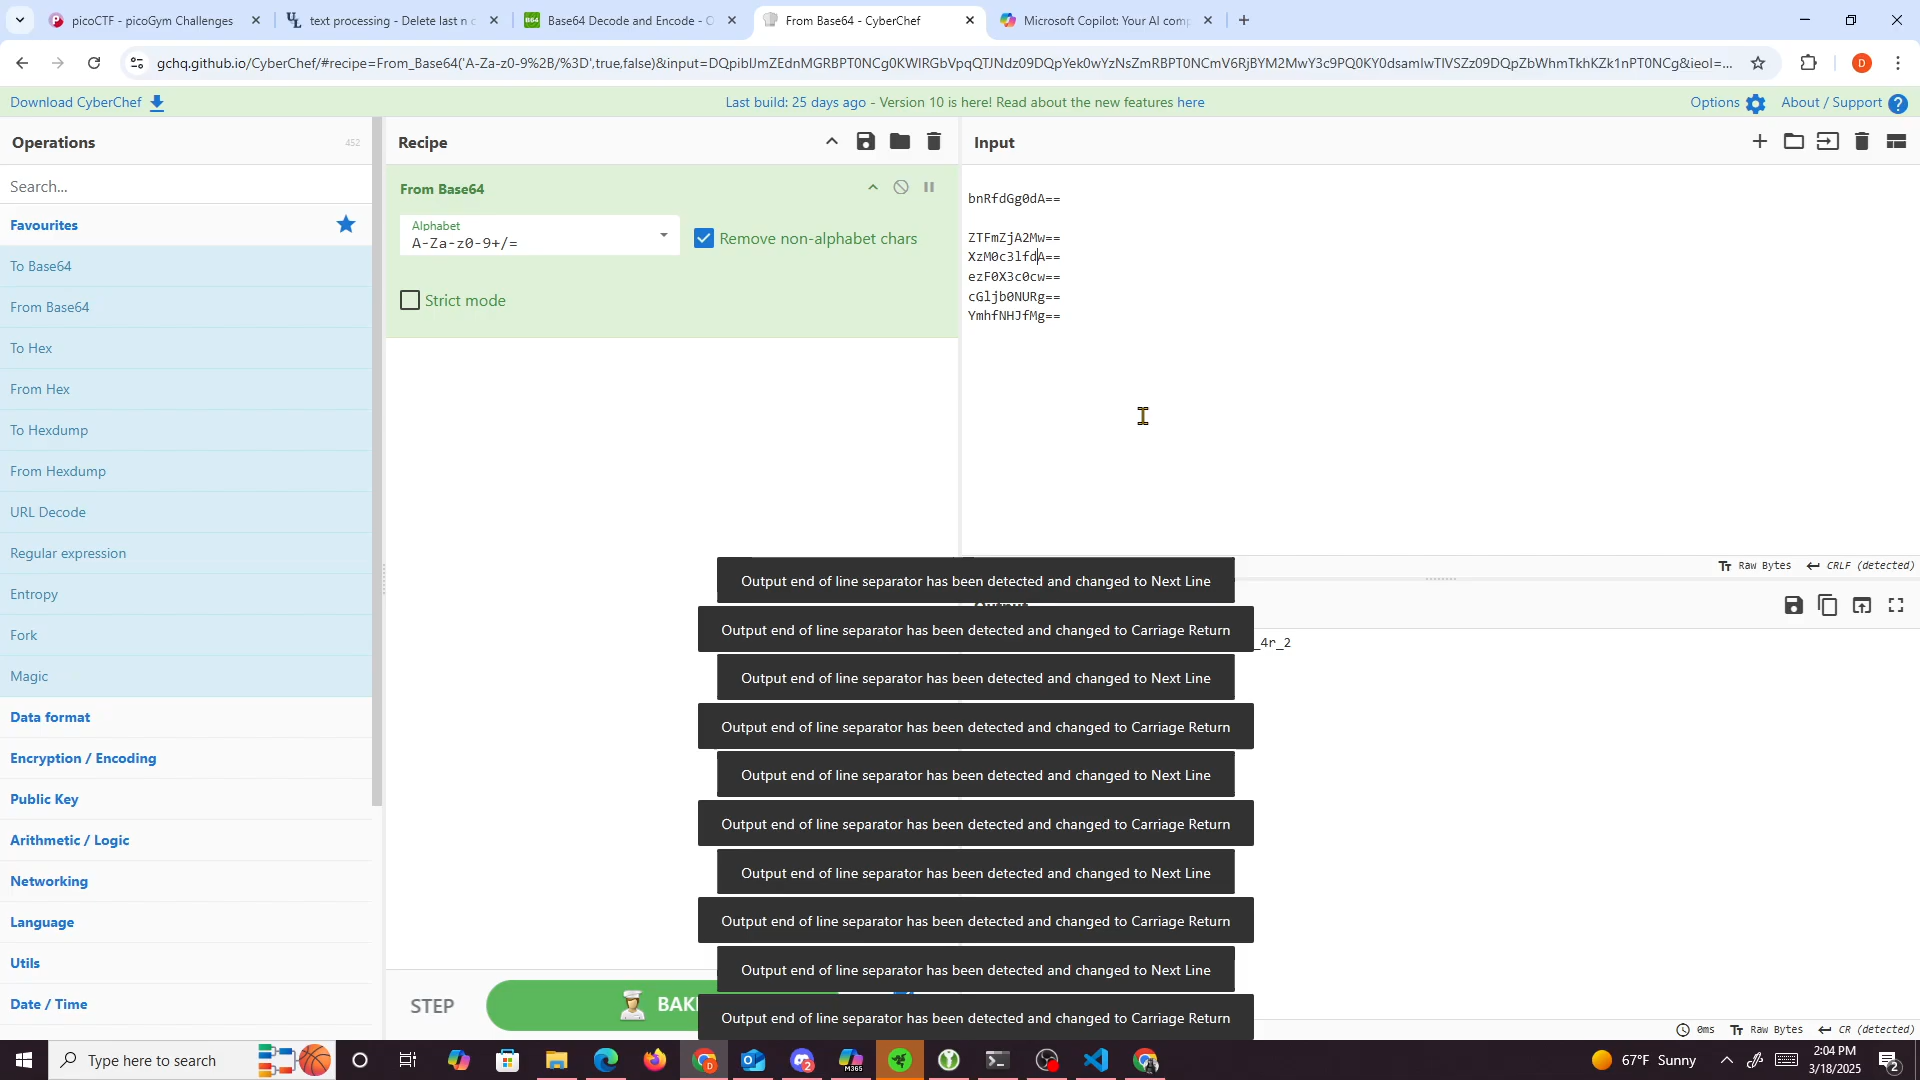 picoCTF - picoGym Challenges
text processing - Delete last n c
B64
Base64 Decode and Encode - O
From Base64 - CyberChef
Microsoft Copilot: Your AI comp
gchq.github.io/CyberChef/#recipe=From_Base64('A-Za-z0-9%2B/%3D',true,false)&input=DQpiblJmZEdnMGRBPT0NCg0KWlRGbVpqQTJNdz09DQpYek0wYzNsZmRBPT0NCmV6RjBYM2MwY3c9PQ0KY0dsamIwTlVSZz09DQpZbWhmTkhKZk1nPT0NCg&ieol=...
D
Download CyberChef
Last build: 25 days ago - Version 10 is here! Read about the new features here
Options
About / Support
Operations
452
Recipe
Input
Search...
From Base64
Alphabet
A-Za-z0-9+/=
Remove non-alphabet chars
Strict mode
bnRfdGg0dA==
ZTFmZjA2Mw==
XzM0c3lfdA==
ezF0X3c0cw==
cGljb0NURg==
YmhfNHJfMg==
Favourites
To Base64
From Base64
To Hex
From Hex
To Hexdump
From Hexdump
URL Decode
Regular expression
Entropy
Fork
Magic
Data format
Encryption / Encoding
Public Key
Arithmetic / Logic
Networking
Language
Utils
Date / Time
Raw Bytes
CRLF (detected)
_4r_2
Output end of line separator has been detected and changed to Next Line
Output end of line separator has been detected and changed to Carriage Return
Output end of line separator has been detected and changed to Next Line
Output end of line separator has been detected and changed to Carriage Return
Output end of line separator has been detected and changed to Next Line
Output end of line separator has been detected and changed to Carriage Return
Output end of line separator has been detected and changed to Next Line
Output end of line separator has been detected and changed to Carriage Return
Output end of line separator has been detected and changed to Next Line
Output end of line separator has been detected and changed to Carriage Return
STEP
BAK
0ms
Raw Bytes
CR (detected)
Type here to search
67°F Sunny
2:04 PM
3/18/2025
2